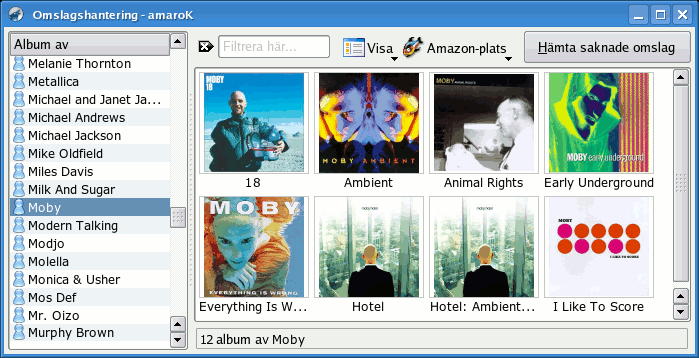 Omslagshantering - amaroK
Album av
Melanie Thornton
Metallica
Michael and Janet Ja...
Michael Andrews
Michael Jackson
Mike Oldfield
Miles Davis
Milk And Sugar
Moby
Modern Talking
Modjo
Molella
Monica & Usher
Mos Def
Mr. Oizo
Murphy Brown
Filtrera här...
Visa
Amazon-plats
Hämta saknade omslag
MOBY
18
MOBY AMBIENT
MOBY ANIMAL RIGHTS
MOBY early underground
18
Ambient
Animal Rights
Early Underground
MOBY
EVERYTHING IS WRONG
moby hotel
moby hotel
MOBY
I LIKE TO SCORE
Everything Is W...
Hotel
Hotel: Ambient...
I Like To Score
12 album av Moby